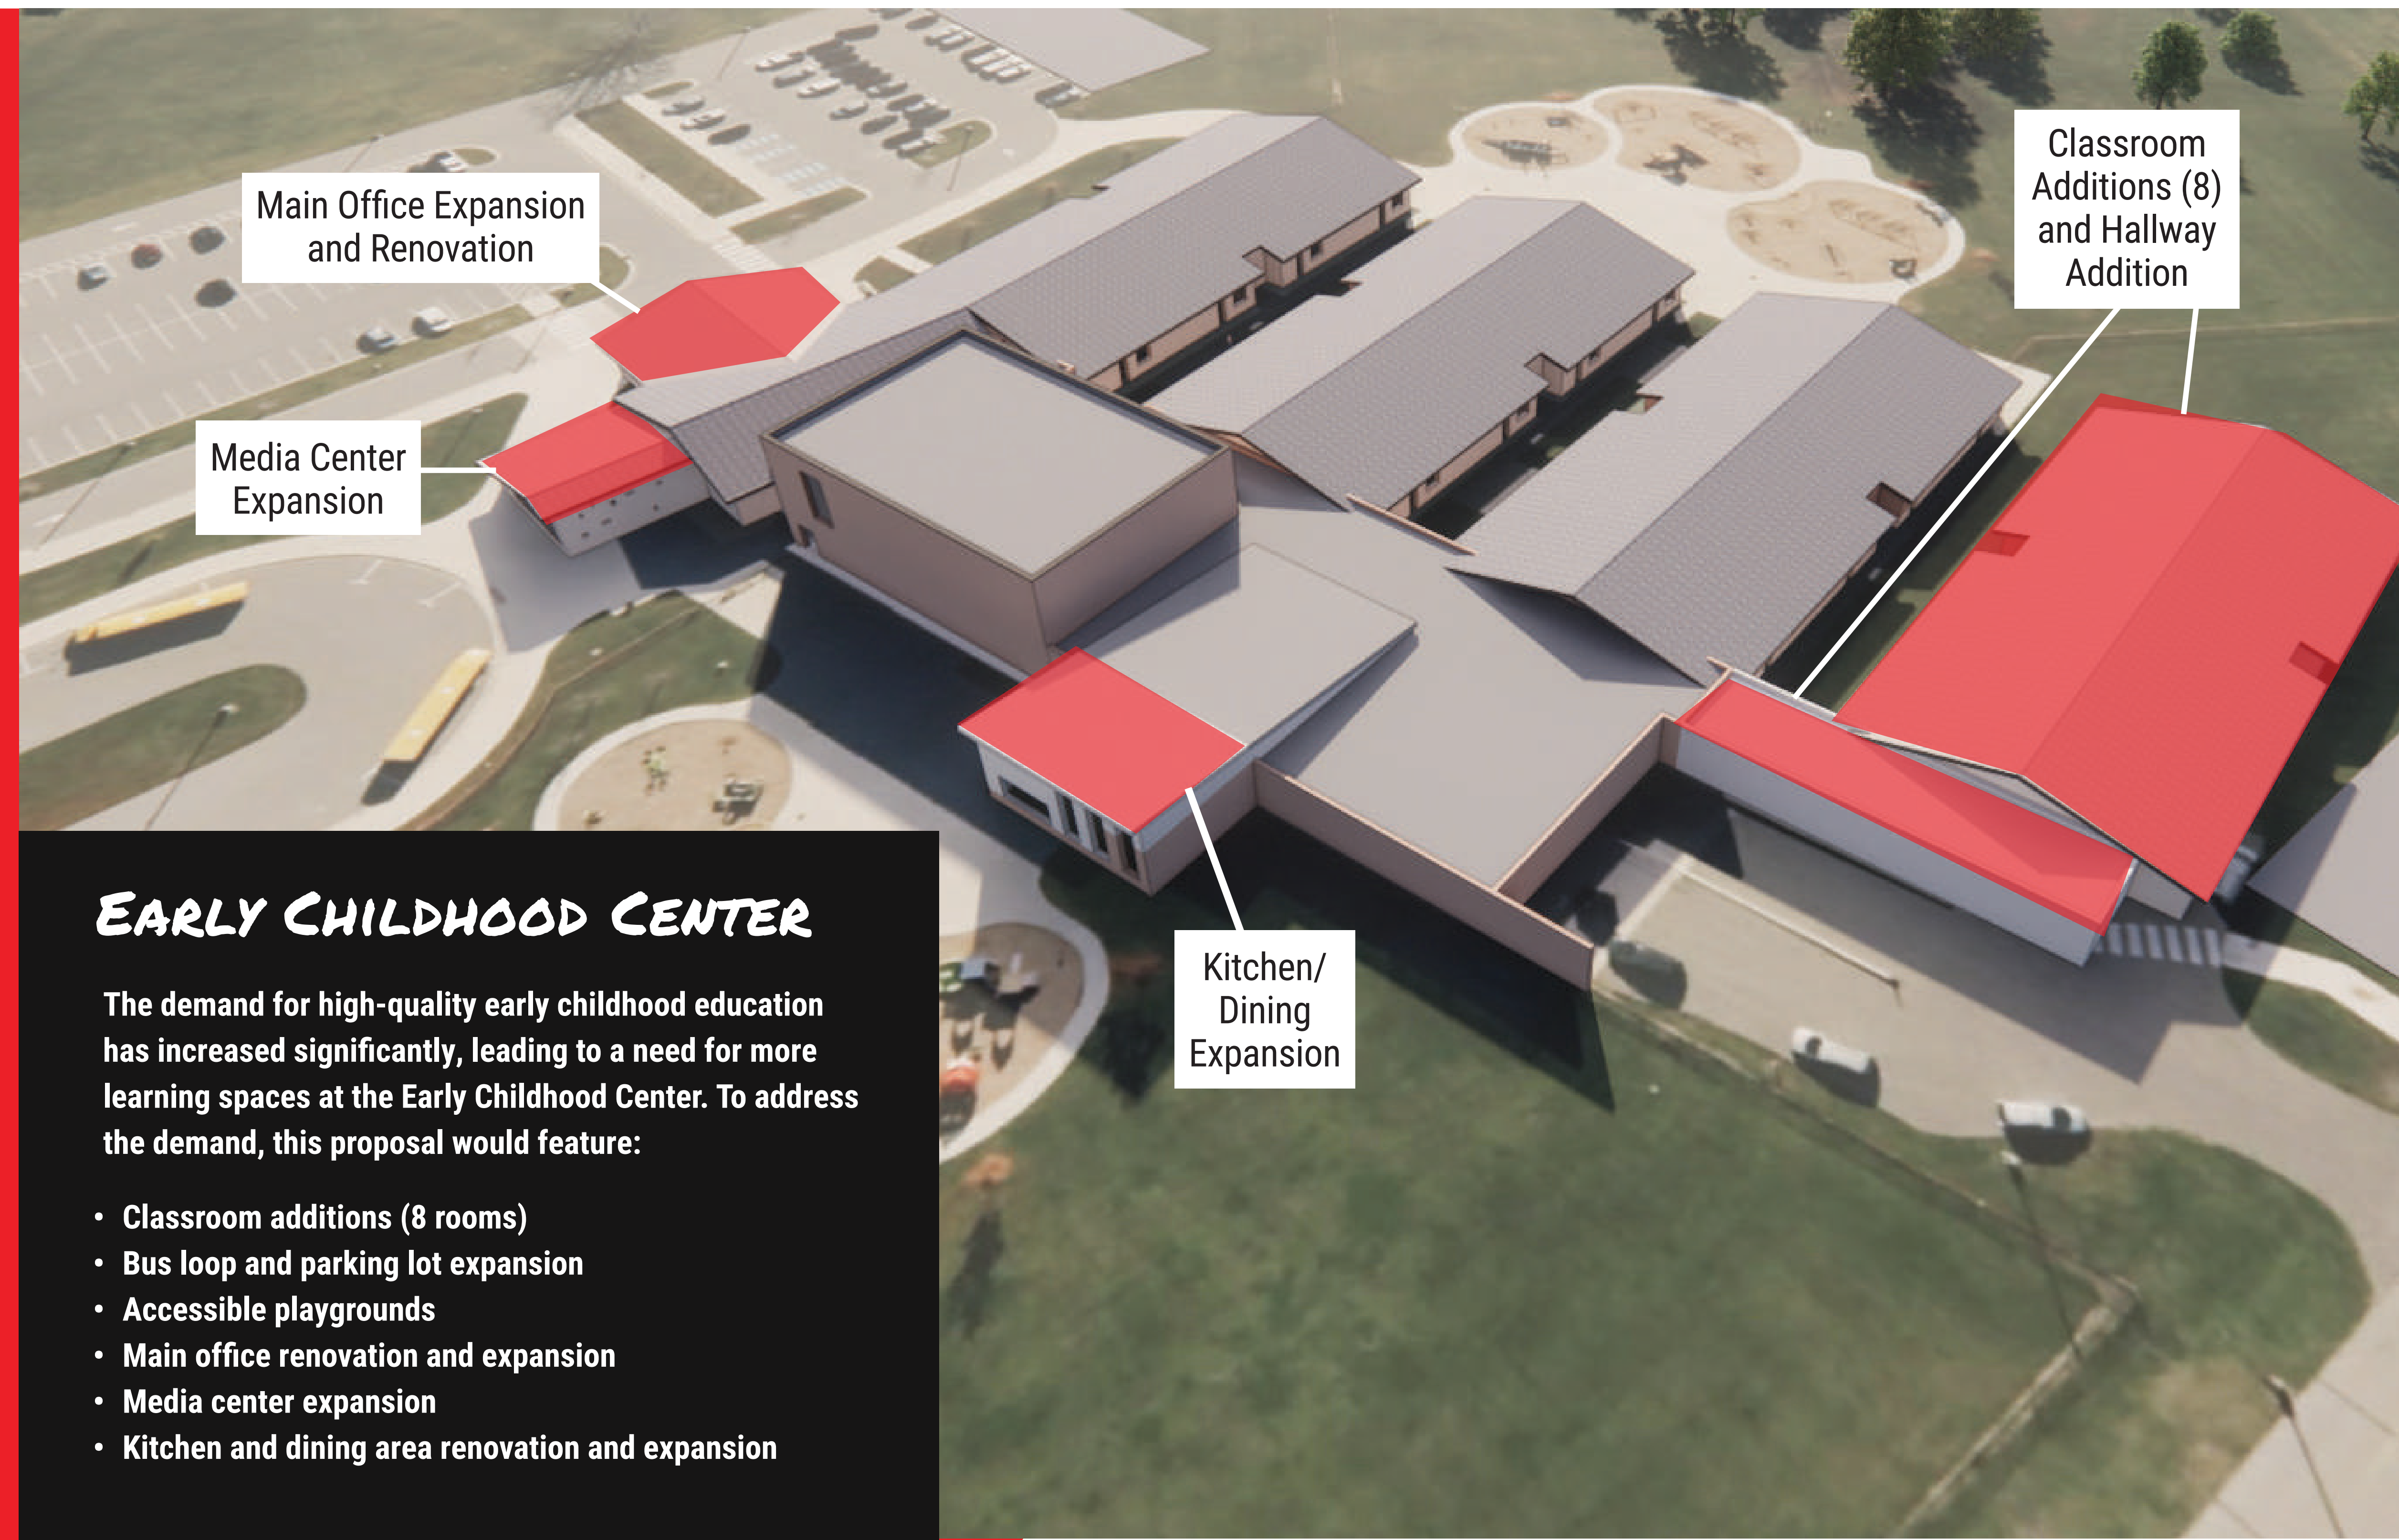 Main Office Expansion
and Renovation
Classroom
Additions (8)
and Hallway
Addition
Media Center
Expansion
Kitchen/
Dining
Expansion
EARLY CHILDHOOD CENTER
The demand for high-quality early childhood education
has increased significantly, leading to a need for more
learning spaces at the Early Childhood Center. To address
the demand, this proposal would feature:
• Classroom additions (8 rooms)
• Bus loop and parking lot expansion
• Accessible playgrounds
• Main office renovation and expansion
• Media center expansion
• Kitchen and dining area renovation and expansion